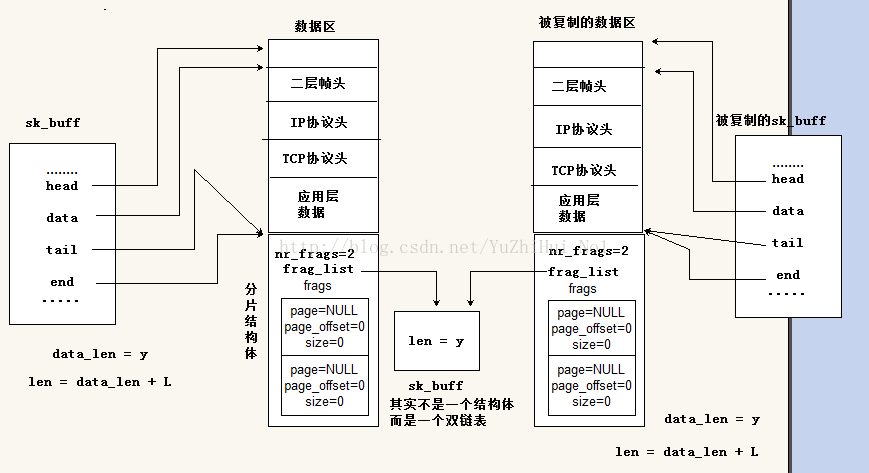 数据区
被复制的数据区
sk_buff
........
head
data
tail
end
.....
data_len = y
len = data_len + L
二层帧头
IP协议头
TCP协议头
应用层
数据
nr_frags=2
frag_list
frags
page=NULL
page_offset=0
size=0
page=NULL
page_offset=0
size=0
分
片
结
构
体
http://blog.csdn.net/YuZhiHui_No1
len = y
sk_buff
其实不是一个结构体
而是一个双链表
二层帧头
IP协议头
TCP协议头
应用层
数据
nr_frags=2
frag_list
frags
page=NULL
page_offset=0
size=0
page=NULL
page_offset=0
size=0
被复制的sk_buff
........
head
data
tail
end
.....
data_len = y
len = data_len + L